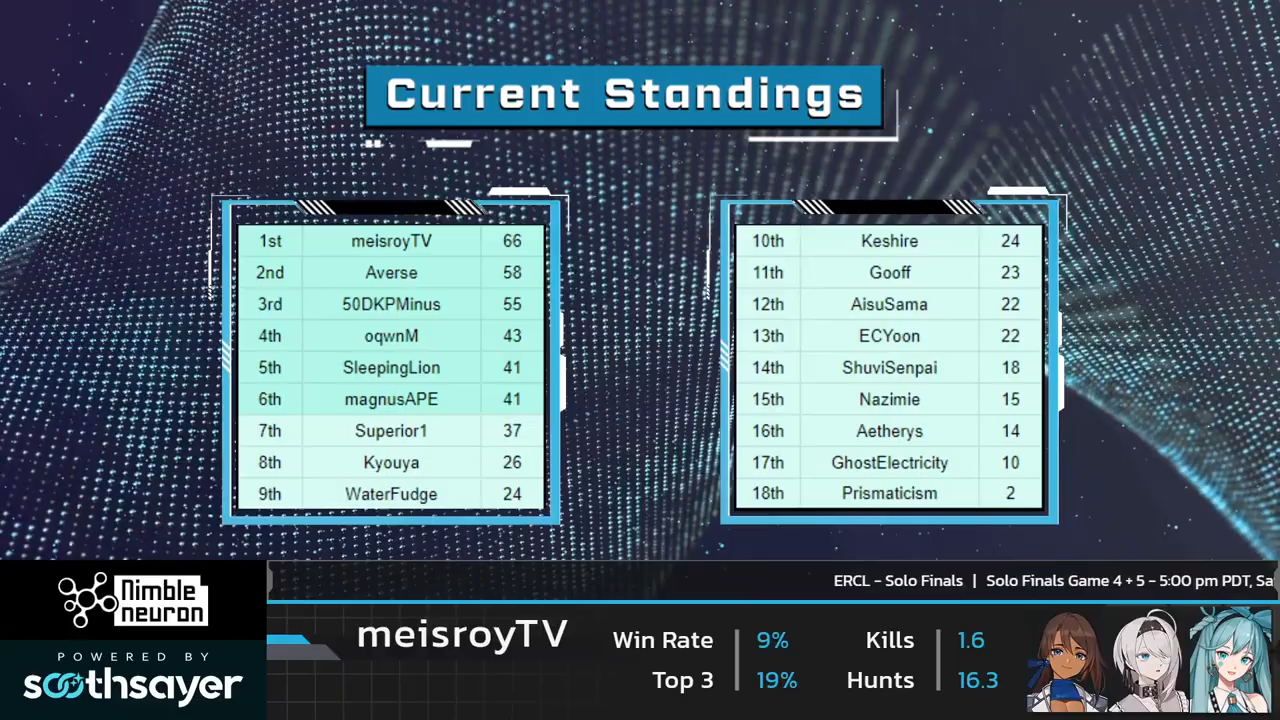 Current Standings
1st meisroyTV 66
2nd Averse 58
3rd 50DKPMinus 55
4th oqwnM 43
5th SleepingLion 41
6th magnusAPE 41
7th Superior1 37
8th Kyouya 26
9th WaterFudge 24
10th Keshire 24
11th Gooff 23
12th AisuSama 22
13th ECYoon 22
14th ShuviSenpai 18
15th Nazimie 15
16th Aetherys 14
17th GhostElectricity 10
18th Prismaticism 2
Nimble
neuron
ERCL - Solo Finals | Solo Finals Game 4 + 5 - 5:00 pm PDT, Sa
POWERED BY
soothsayer
meisroyTV
Win Rate 9% Kills 1.6
Top 3 19% Hunts 16.3